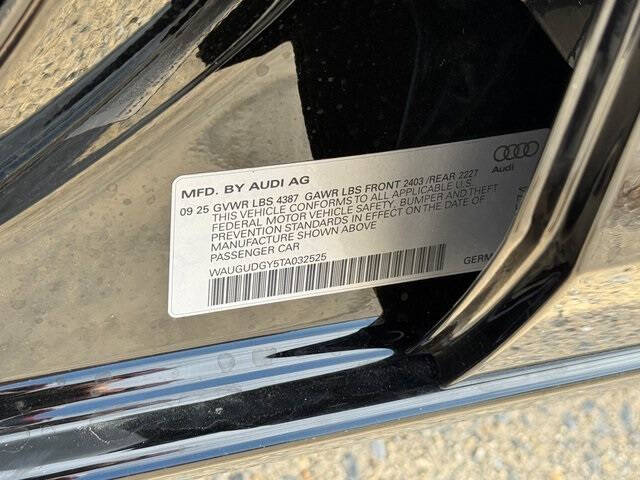 MFD. BY AUDI AG
Audi
09 25 GVWR LBS 4387 GAWR LBS FRONT 2403 /REAR 2227
THIS VEHICLE CONFORMS TO ALL APPLICABLE U.S.
FEDERAL MOTOR VEHICLE SAFETY, BUMPER AND THEFT
PREVENTION STANDARDS IN EFFECT ON THE DATE OF
MANUFACTURE SHOWN ABOVE
PASSENGER CAR
WAUGUDGY5TA032525
GERM